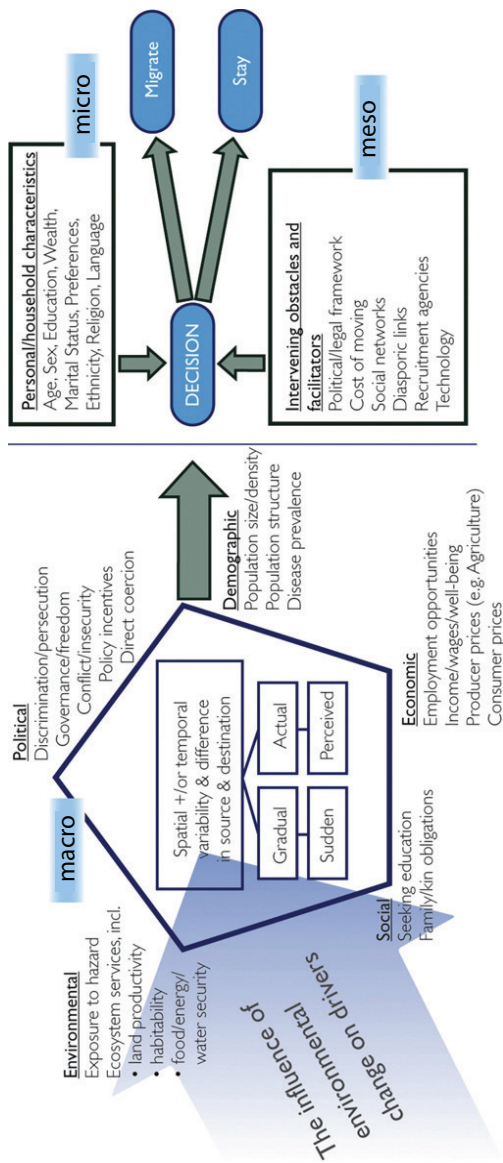 macro
Political
Discrimination/persecution
Governance/freedom
Conflict/insecurity
Policy incentives
Direct coercion
Environmental
Exposure to hazard
Ecosystem services, incl.
• land productivity
• habitability
• food/energy/
water security
Spatial +/or temporal
variability & difference
in source & destination
Gradual
Actual
Sudden
Perceived
Demographic
Population size/density
Population structure
Disease prevalence
Social
Seeking education
Family/kin obligations
Economic
Employment opportunities
Income/wages/well-being
Producer prices (e.g. Agriculture)
Consumer prices
The influence of
environmental
change on drivers
micro
Personal/household characteristics
Age, Sex, Education, Wealth,
Marital Status, Preferences,
Ethnicity, Religion, Language
DECISION
Migrate
Stay
Intervening obstacles and
facilitators
Political/legal framework
Cost of moving
Social networks
Diasporic links
Recruitment agencies
Technology
meso